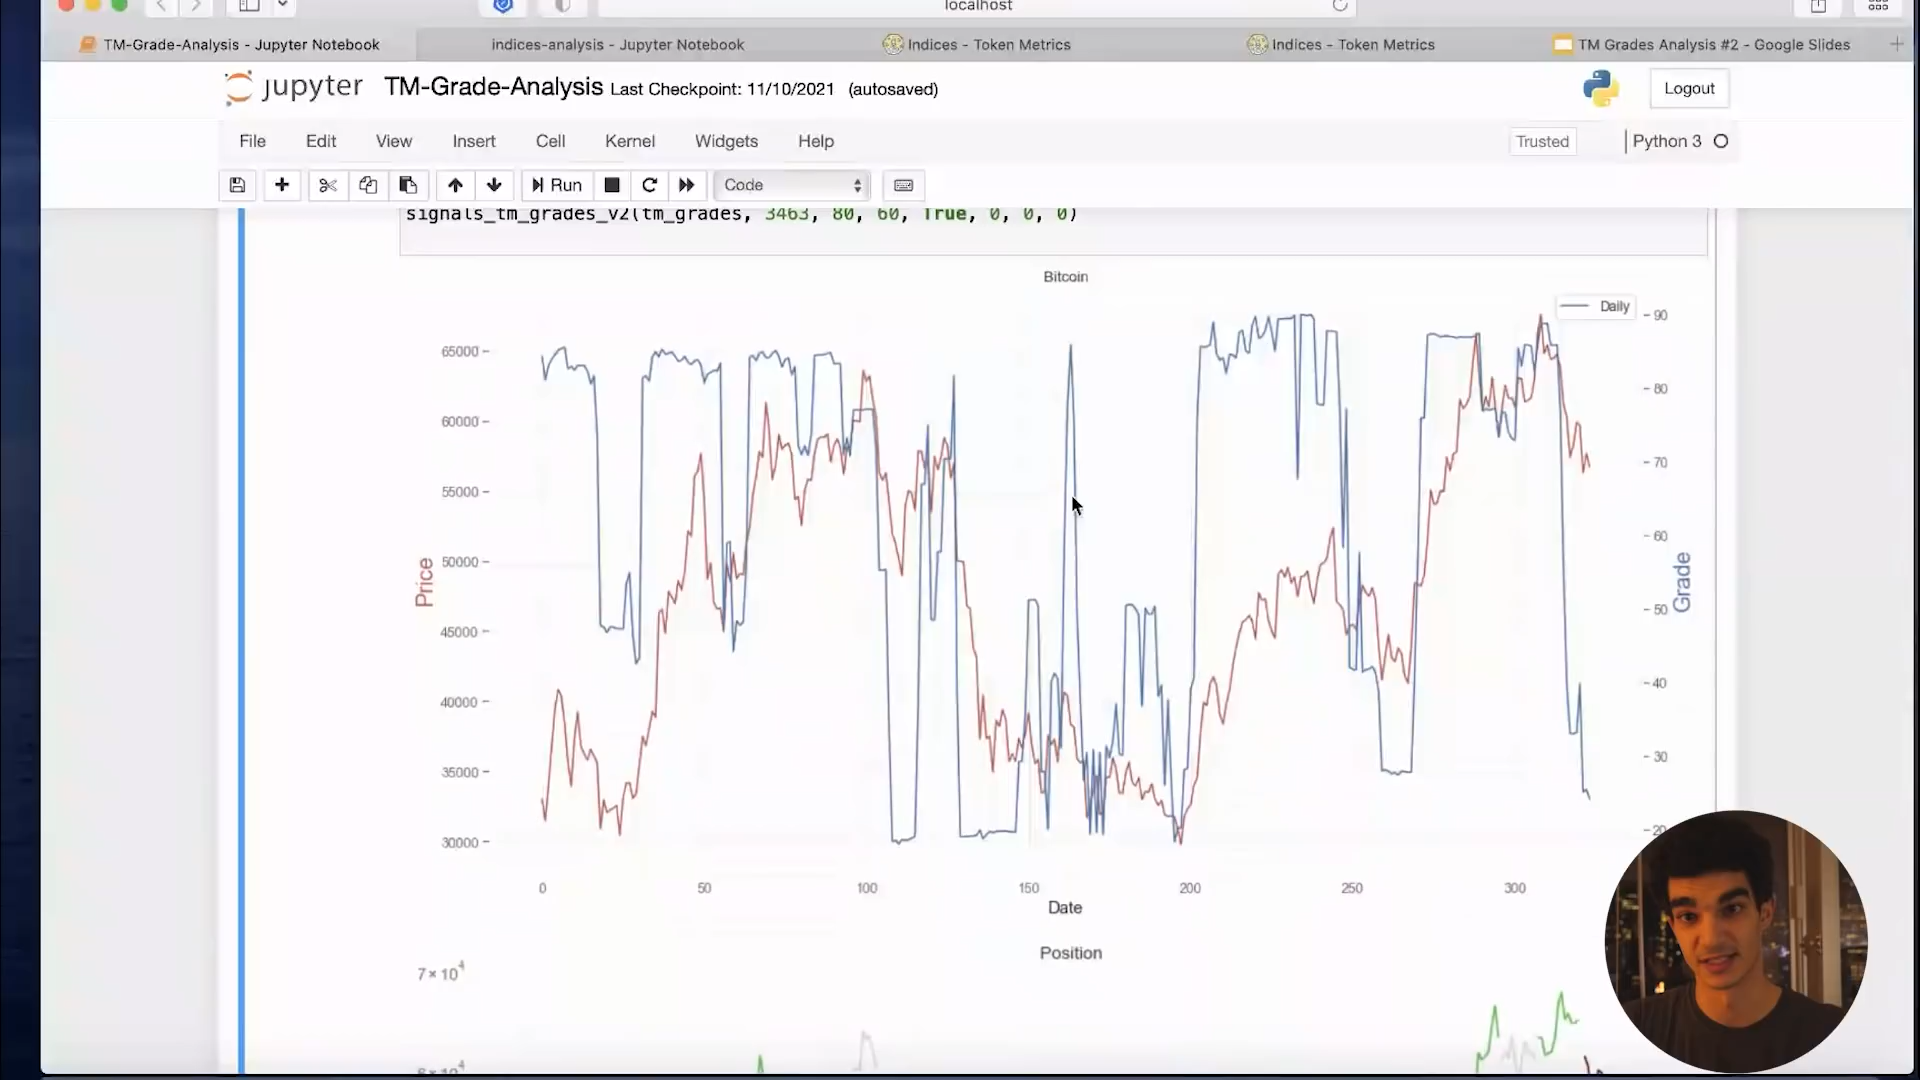 localhost
TM-Grade-Analysis - Jupyter Notebook
indices-analysis - Jupyter Notebook
Indices - Token Metrics
Indices - Token Metrics
TM Grades Analysis #2 - Google Slides
jupyter TM-Grade-Analysis Last Checkpoint: 11/10/2021 (autosaved)
Logout
File Edit View Insert Cell Kernel Widgets Help
Trusted
Python 3
Run
Code
signals_tm_grades_v2(tm_grades, 3463, 80, 60, True, 0, 0, 0)
Bitcoin
Daily
65000
60000
55000
50000
45000
40000
35000
30000
Price
90
80
70
60
50
40
30
20
Grade
0 50 100 150 200 250 300
Date
Position
7×10⁴